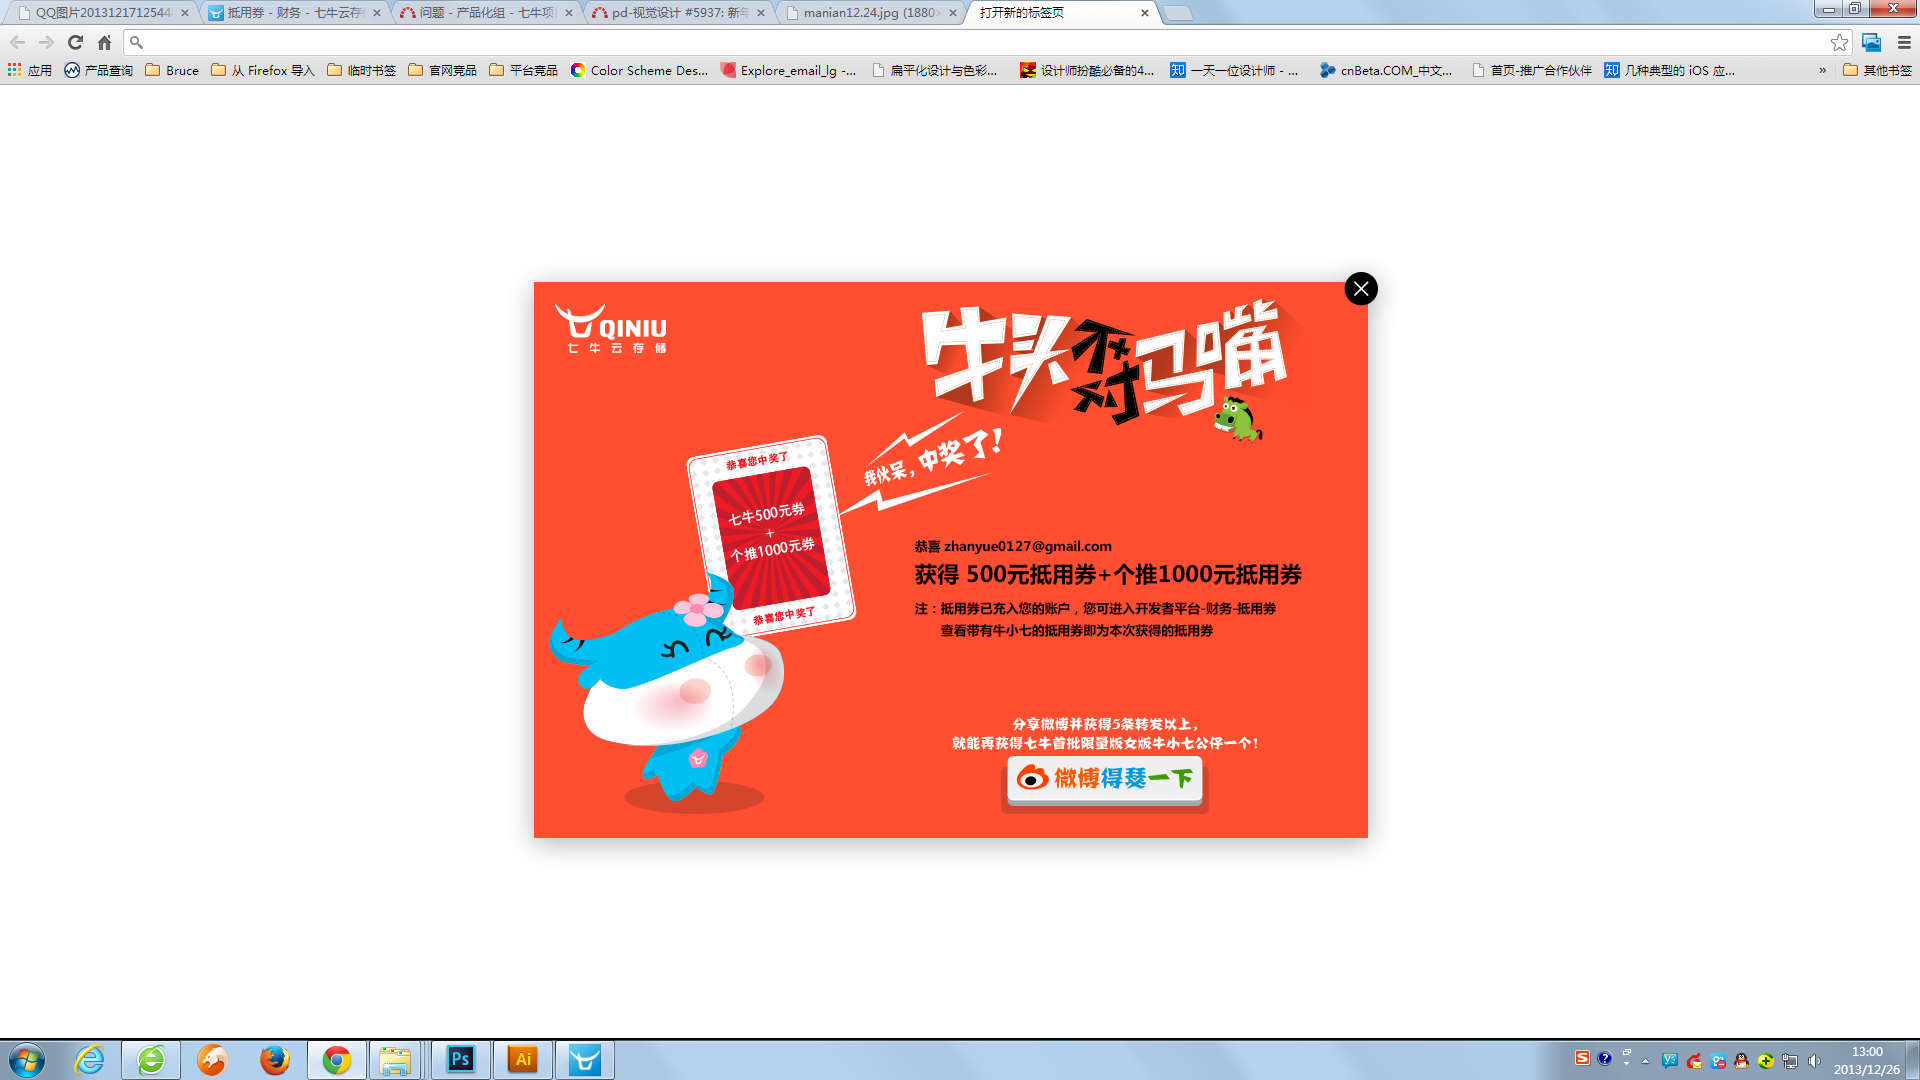 QQ图片2013121712544
抵用券 - 财务 - 七牛云存
问题 - 产品化组 - 七牛项
pd-视觉设计 #5937: 新年
manian12.24.jpg (1880×
打开新的标签页
应用
产品查询
Bruce
从 Firefox 导入
临时书签
官网竞品
平台竞品
Color Scheme Des...
Explore_email_lg -...
扁平化设计与色彩...
设计师扮酷必备的4...
一天一位设计师 - ...
cnBeta.COM_中文...
首页-推广合作伙伴
几种典型的 iOS 应...
»
其他书签
QINIU
七牛云存储
牛头不对马嘴
我伙呆，中奖了！
恭喜您中奖了
七牛500元券
+
个推1000元券
恭喜您中奖了
恭喜 zhanyue0127@gmail.com
获得 500元抵用券+个推1000元抵用券
注：抵用券已充入您的账户，您可进入开发者平台-财务-抵用券
查看带有牛小七的抵用券即为本次获得的抵用券
分享微博并获得5条转发以上，
就能再获得七牛首批限量版女版牛小七公仔一个！
微博得瑟一下
Ps
Ai
13:00
2013/12/26